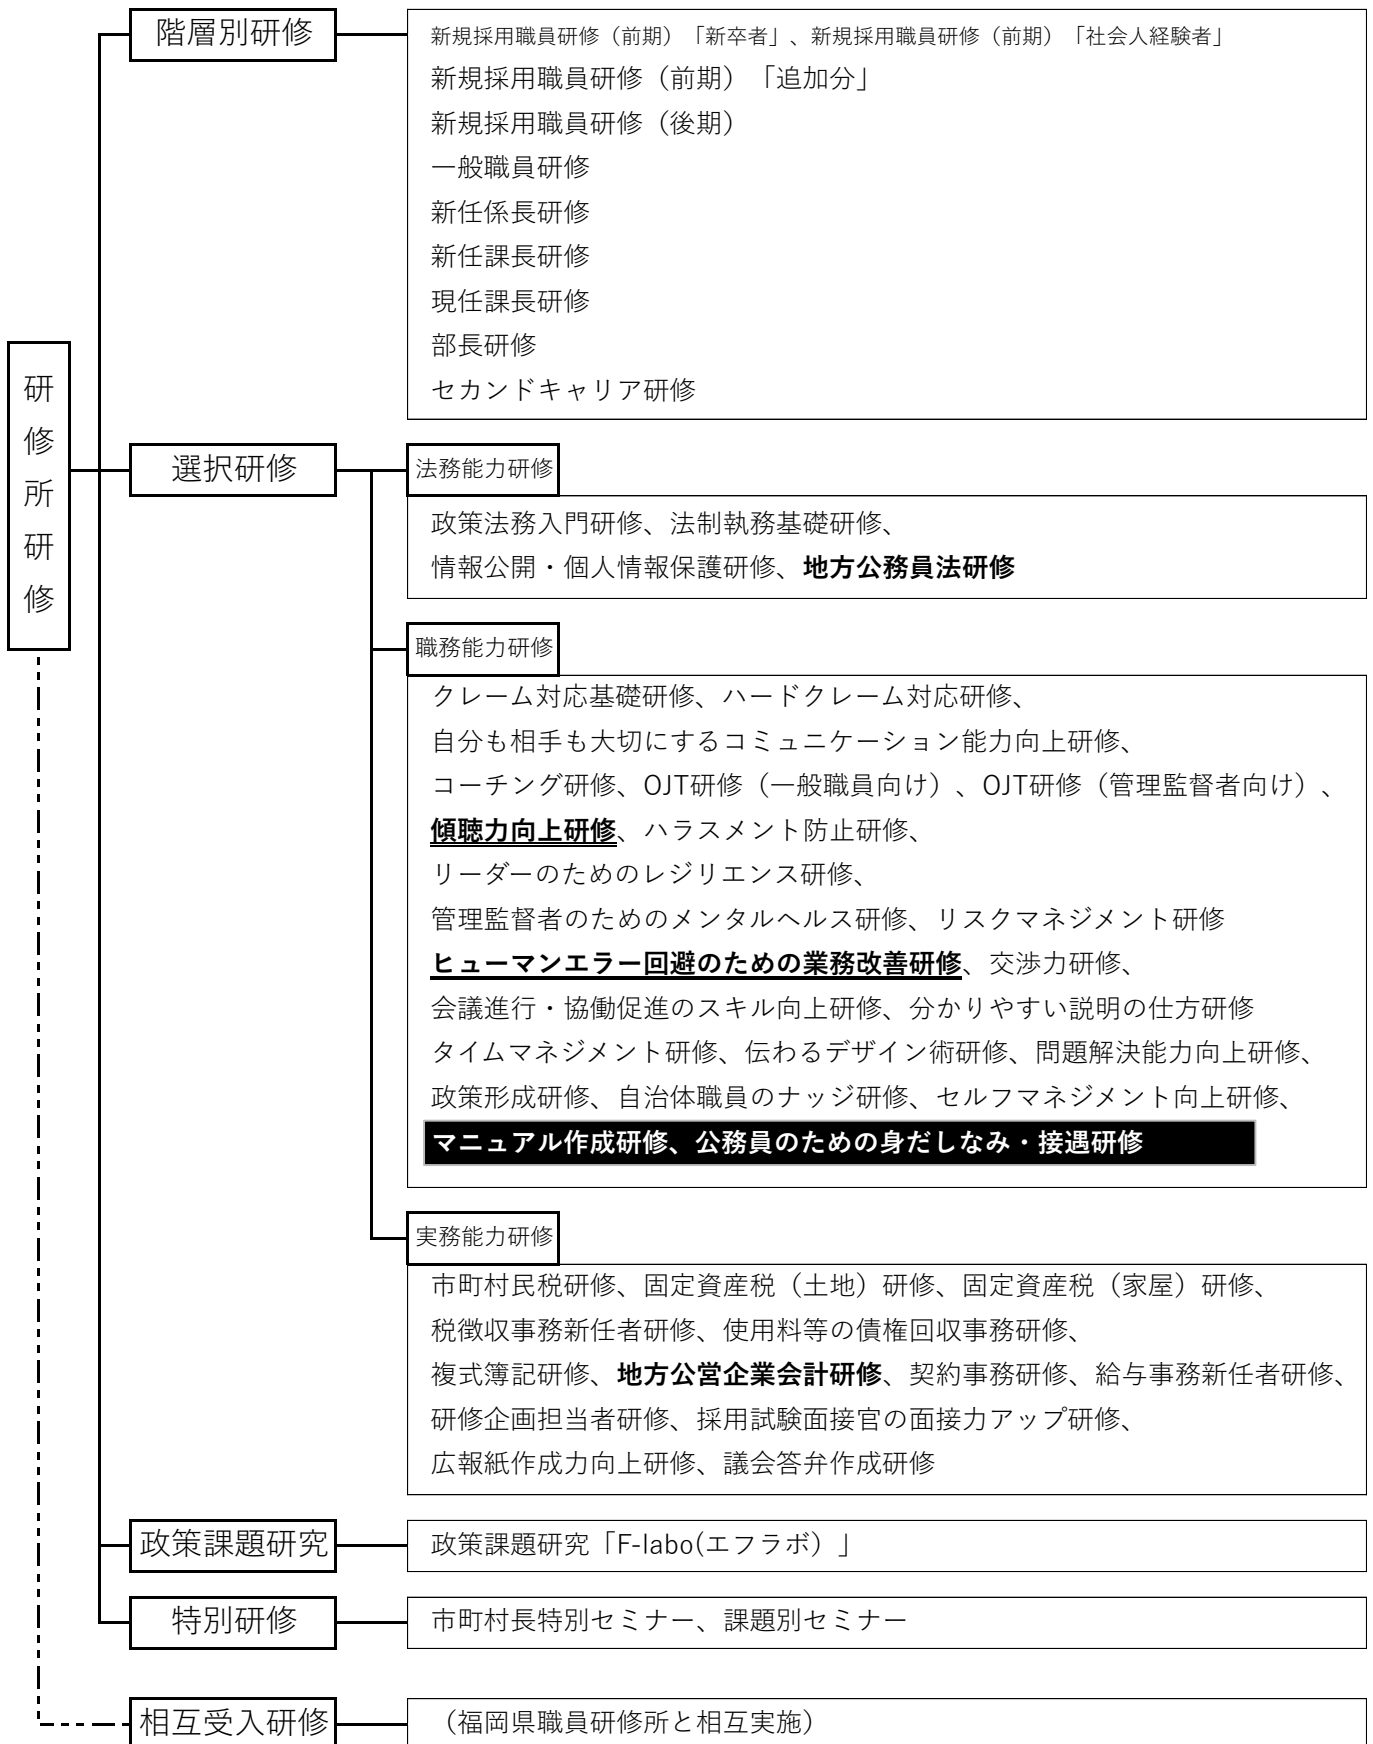 階層別研修
新規採用職員研修（前期）「新卒者」、新規採用職員研修（前期）「社会人経験者」
新規採用職員研修（前期）「追加分」
新規採用職員研修（後期）
一般職員研修
新任係長研修
新任課長研修
現任課長研修
部長研修
セカンドキャリア研修
研修所研修
選択研修
法務能力研修
政策法務入門研修、法制執務基礎研修、
情報公開・個人情報保護研修、地方公務員法研修
職務能力研修
クレーム対応基礎研修、ハードクレーム対応研修、
自分も相手も大切にするコミュニケーション能力向上研修、
コーチング研修、OJT研修（一般職員向け）、OJT研修（管理監督者向け）、
傾聴力向上研修、ハラスメント防止研修、
リーダーのためのレジリエンス研修、
管理監督者のためのメンタルヘルス研修、リスクマネジメント研修
ヒューマンエラー回避のための業務改善研修、交渉力研修、
会議進行・協働促進のスキル向上研修、分かりやすい説明の仕方研修
タイムマネジメント研修、伝わるデザイン術研修、問題解決能力向上研修、
政策形成研修、自治体職員のナッジ研修、セルフマネジメント向上研修、
マニュアル作成研修、公務員のための身だしなみ・接遇研修
実務能力研修
市町村民税研修、固定資産税（土地）研修、固定資産税（家屋）研修、
税徴収事務新任者研修、使用料等の債権回収事務研修、
複式簿記研修、地方公営企業会計研修、契約事務研修、給与事務新任者研修、
研修企画担当者研修、採用試験面接官の面接力アップ研修、
広報紙作成力向上研修、議会答弁作成研修
政策課題研究
政策課題研究「F-labo(エフラボ）」
特別研修
市町村長特別セミナー、課題別セミナー
相互受入研修
（福岡県職員研修所と相互実施）